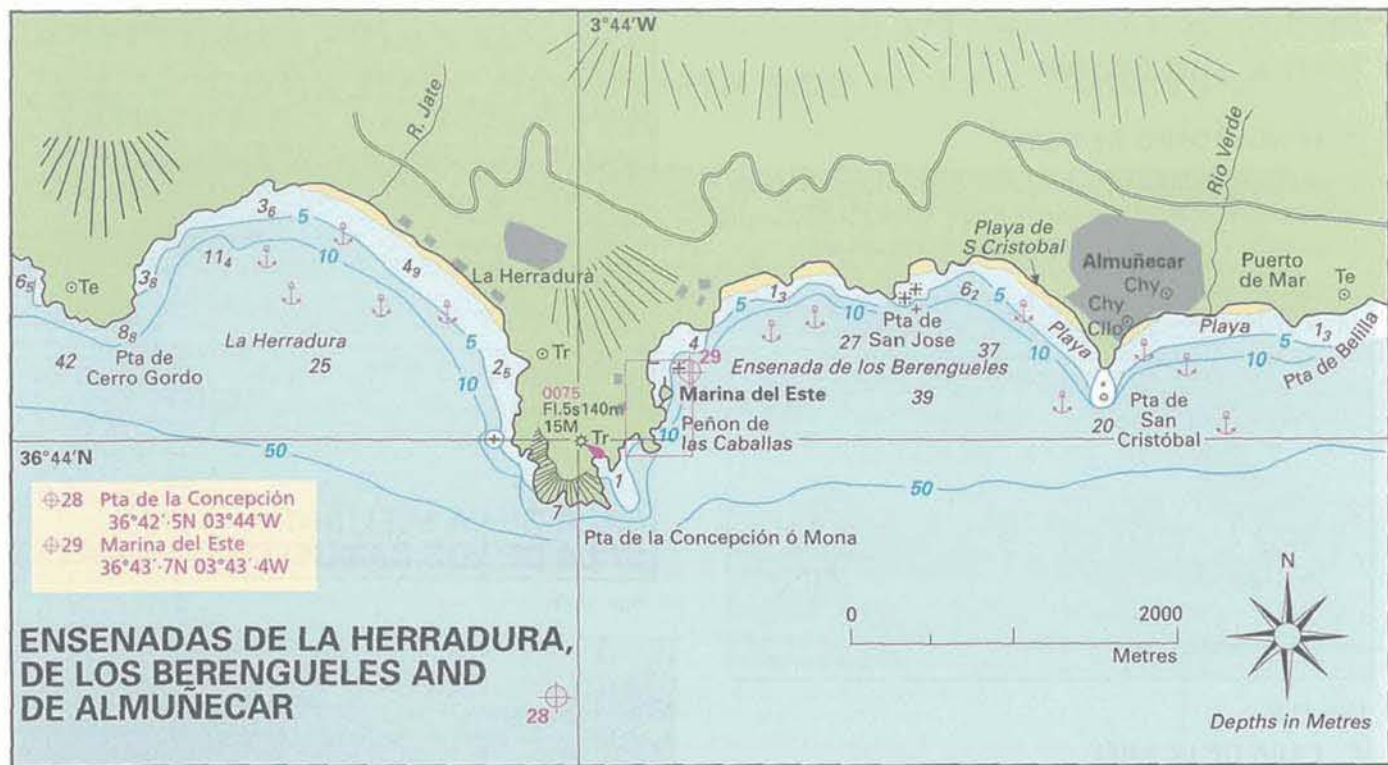 3°44′W
R. Jate
Rio Verde
Playa de
S Cristobal
Almuñecar
Chy
Chy
Cllo
Puerto
de Mar
Te
La Herradura
3₆
5
10
4₉
11₄
3₈
6₅
Te
8₈
Pta de
Cerro Gordo
42
La Herradura
25
5
10
2₅
Tr
0075
Fl.5s140m
15M
Tr
4
29
5
1₃
10
Pta de
San Jose
27
6₂
5
37
10
Playa
Playa
5
10
1₃
Pta de Belilla
Ensenada de los Berengueles
39
Marina del Este
Peñon de
las Caballas
10
20
Pta de
San
Cristóbal
36°44′N
50
50
1
7
Pta de la Concepción ó Mona
28 Pta de la Concepción
36°42′·5N 03°44′W
29 Marina del Este
36°43′·7N 03°43′·4W
ENSENADAS DE LA HERRADURA,
DE LOS BERENGUELES AND
DE ALMUÑECAR
28
0 2000
Metres
N
Depths in Metres